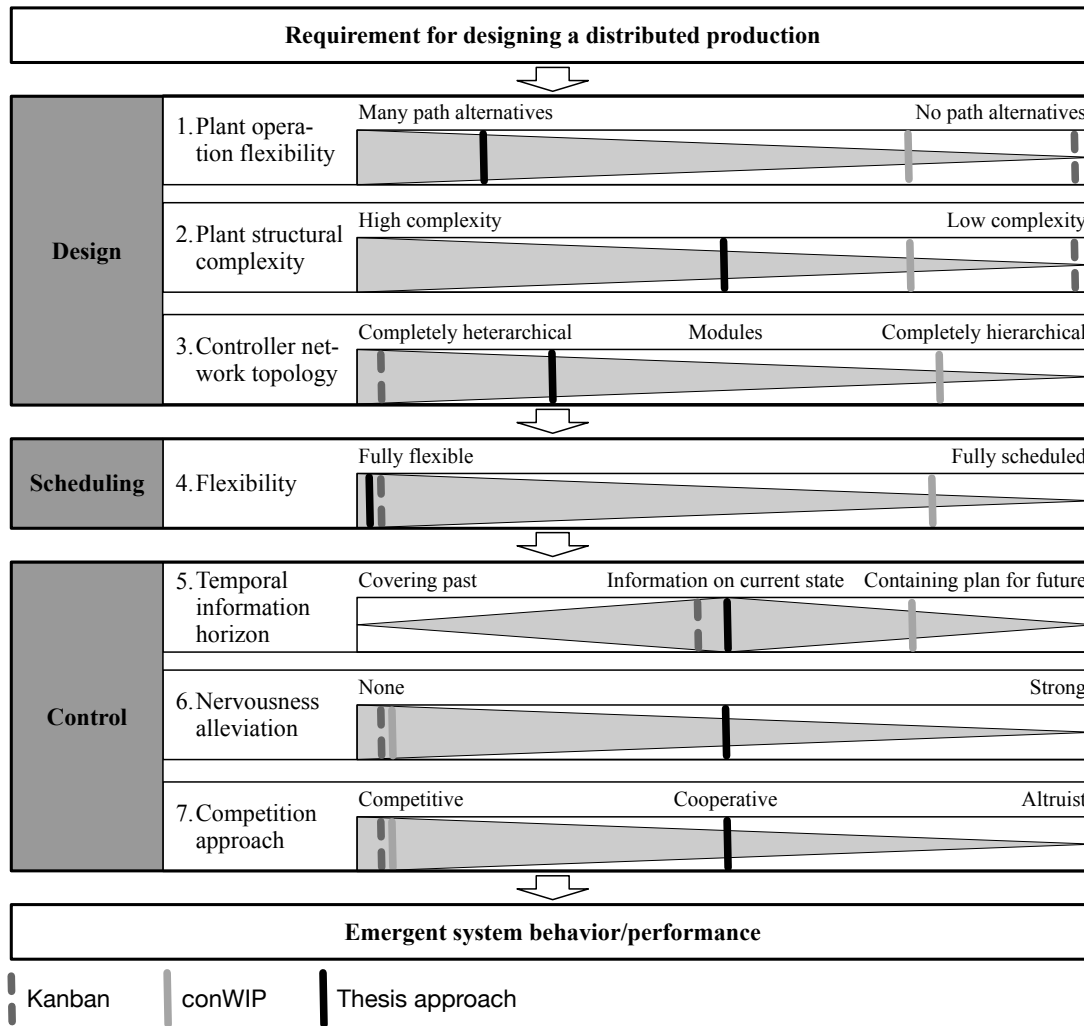 Requirement for designing a distributed production
Design
1. Plant opera-
tion flexibility
Many path alternatives
No path alternatives
2. Plant structural
complexity
High complexity
Low complexity
3. Controller net-
work topology
Completely heterarchical
Modules
Completely hierarchical
Scheduling
4. Flexibility
Fully flexible
Fully scheduled
Control
5. Temporal
information
horizon
Covering past
Information on current state
Containing plan for future
6. Nervousness
alleviation
None
Strong
7. Competition
approach
Competitive
Cooperative
Altruist
Emergent system behavior/performance
Kanban
conWIP
Thesis approach